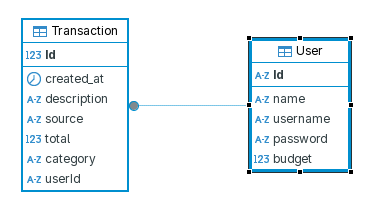 Transaction
123 Id
created_at
A-Z description
A-Z source
123 total
A-Z category
A-Z userId
User
A-Z Id
A-Z name
A-Z username
A-Z password
123 budget